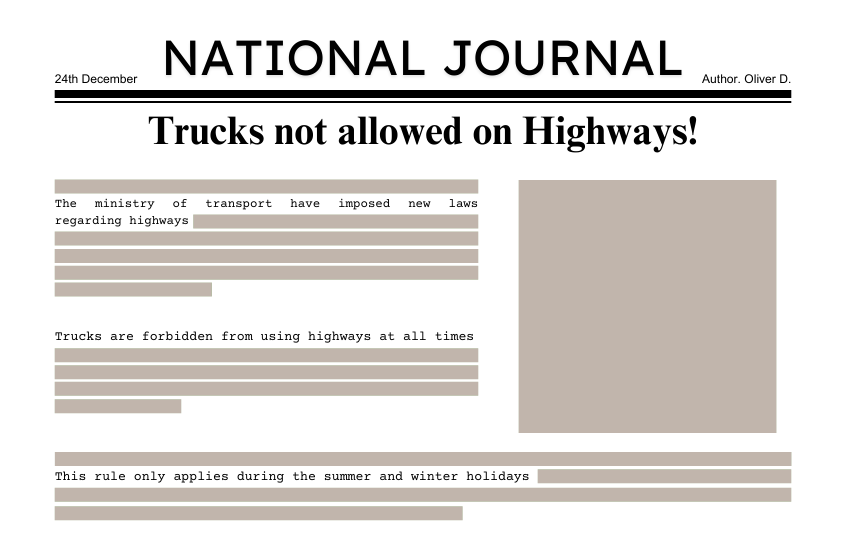 NATIONAL JOURNAL
24th December
Author. Oliver D.
Trucks not allowed on Highways!
The ministry of transport have imposed new laws
regarding highways
Trucks are forbidden from using highways at all times
This rule only applies during the summer and winter holidays